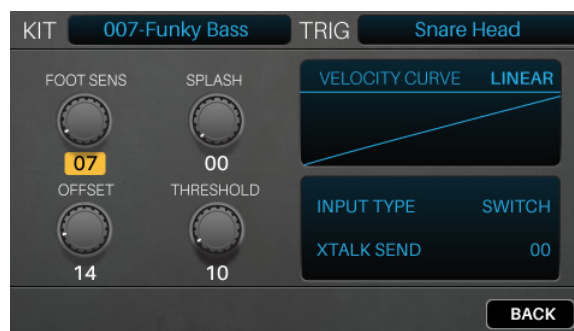 KIT 007-Funky Bass TRIG Snare Head
FOOT SENS SPLASH VELOCITY CURVE LINEAR
07 00
OFFSET THRESHOLD
INPUT TYPE SWITCH
XTALK SEND 00
14 10
BACK